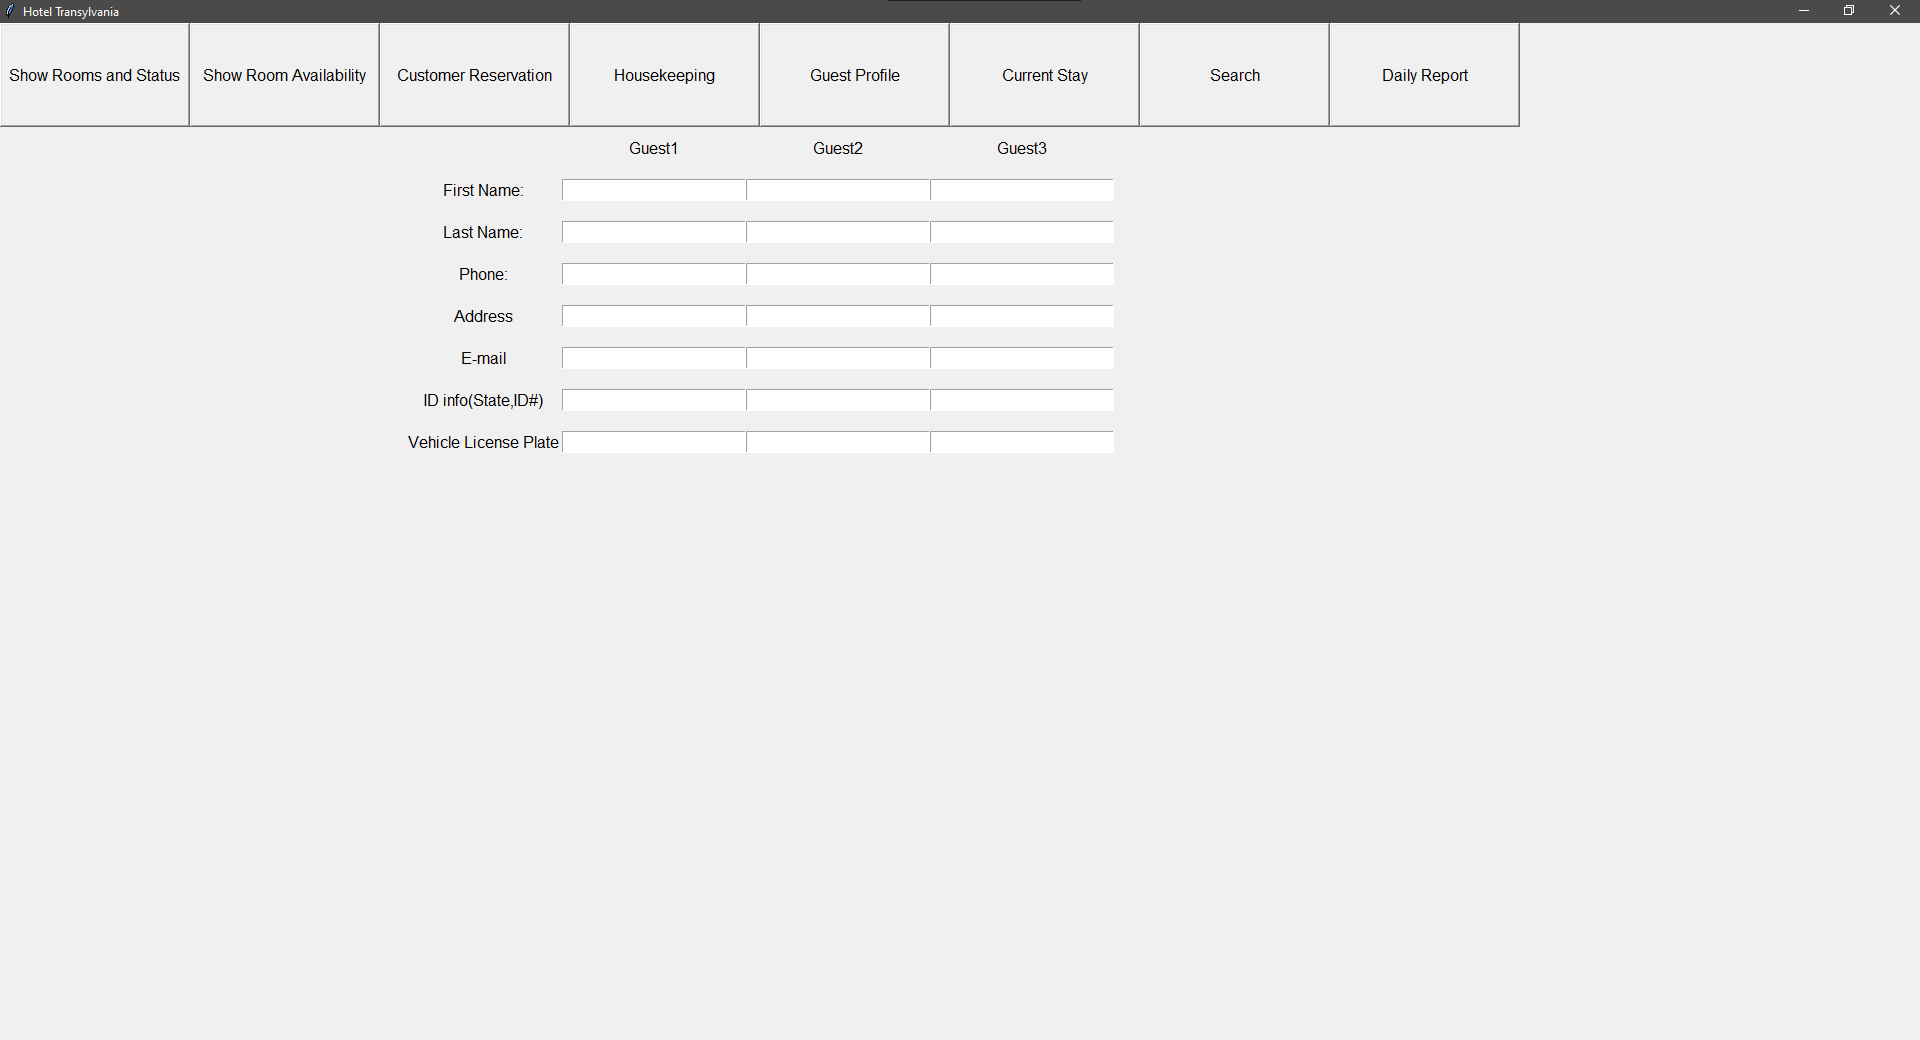 Hotel Transylvania
Show Rooms and Status Show Room Availability Customer Reservation Housekeeping Guest Profile Current Stay Search Daily Report
Guest1 Guest2 Guest3
First Name:
Last Name:
Phone:
Address
E-mail
ID info(State,ID#)
Vehicle License Plate